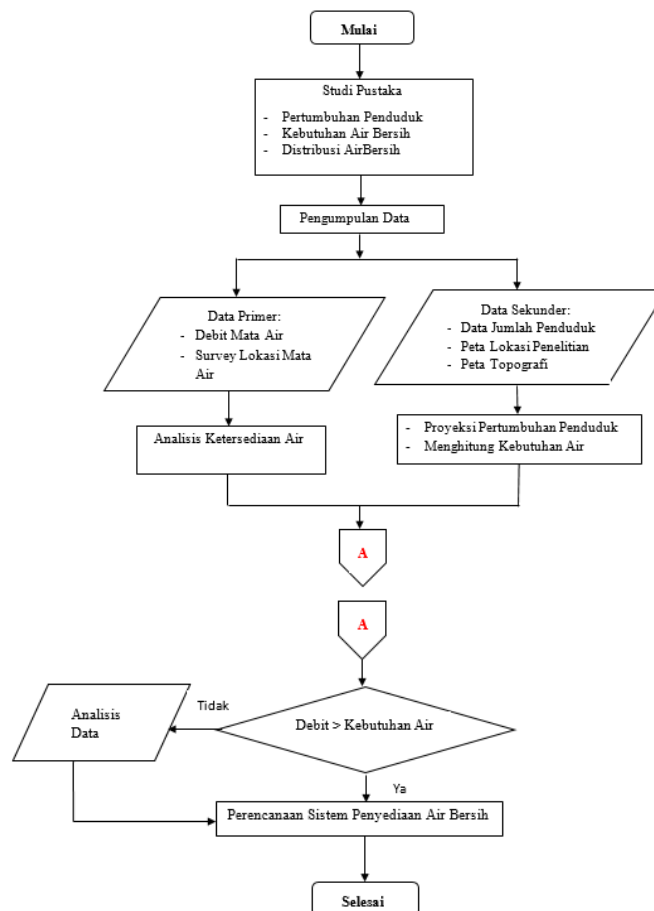 Mulai
Studi Pustaka
- Pertumbuhan Penduduk
- Kebutuhan Air Bersih
- Distribusi AirBersih
Pengumpulan Data
Data Primer:
- Debit Mata Air
- Survey Lokasi Mata
Air
Data Sekunder:
- Data Jumlah Penduduk
- Peta Lokasi Penelitian
- Peta Topografi
Analisis Ketersediaan Air
- Proyeksi Pertumbuhan Penduduk
- Menghitung Kebutuhan Air
A
A
Debit > Kebutuhan Air
Tidak
Analisis
Data
Ya
Perencanaan Sistem Penyediaan Air Bersih
Selesai